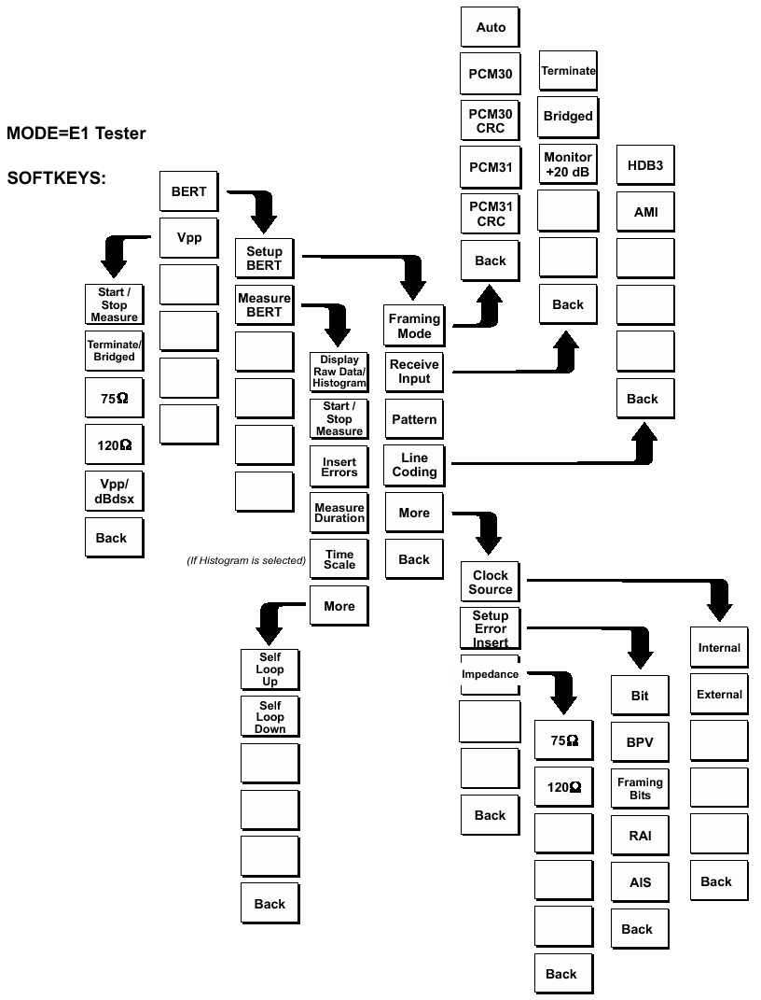 MODE=E1 Tester
SOFTKEYS:
BERT
Vpp
Start /
Stop
Measure
Terminate/
Bridged
75Ω
120Ω
Vpp/
dBdsx
Back
Setup
BERT
Measure
BERT
Display
Raw Data/
Histogram
Start /
Stop
Measure
Insert
Errors
Measure
Duration
(If Histogram is selected)
Time
Scale
More
Self
Loop
Up
Self
Loop
Down
Back
Framing
Mode
Receive
Input
Pattern
Line
Coding
More
Back
Auto
PCM30
PCM30
CRC
PCM31
PCM31
CRC
Back
Terminate
Bridged
Monitor
+20 dB
Back
HDB3
AMI
Back
Clock
Source
Setup
Error
Insert
Impedance
Back
75Ω
120Ω
Back
Bit
BPV
Framing
Bits
RAI
AIS
Back
Internal
External
Back